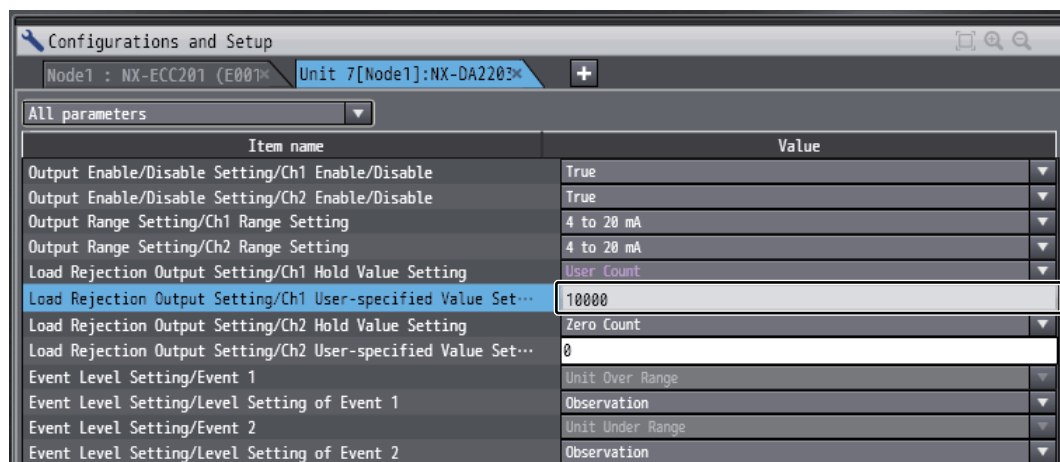 Configurations and Setup
Node1 : NX-ECC201 (E001 Unit 7[Node1]:NX-DA2203
All parameters
Item name Value
Output Enable/Disable Setting/Ch1 Enable/Disable True
Output Enable/Disable Setting/Ch2 Enable/Disable True
Output Range Setting/Ch1 Range Setting 4 to 20 mA
Output Range Setting/Ch2 Range Setting 4 to 20 mA
Load Rejection Output Setting/Ch1 Hold Value Setting User Count
Load Rejection Output Setting/Ch1 User-specified Value Set… 10000
Load Rejection Output Setting/Ch2 Hold Value Setting Zero Count
Load Rejection Output Setting/Ch2 User-specified Value Set… 0
Event Level Setting/Event 1 Unit Over Range
Event Level Setting/Level Setting of Event 1 Observation
Event Level Setting/Event 2 Unit Under Range
Event Level Setting/Level Setting of Event 2 Observation